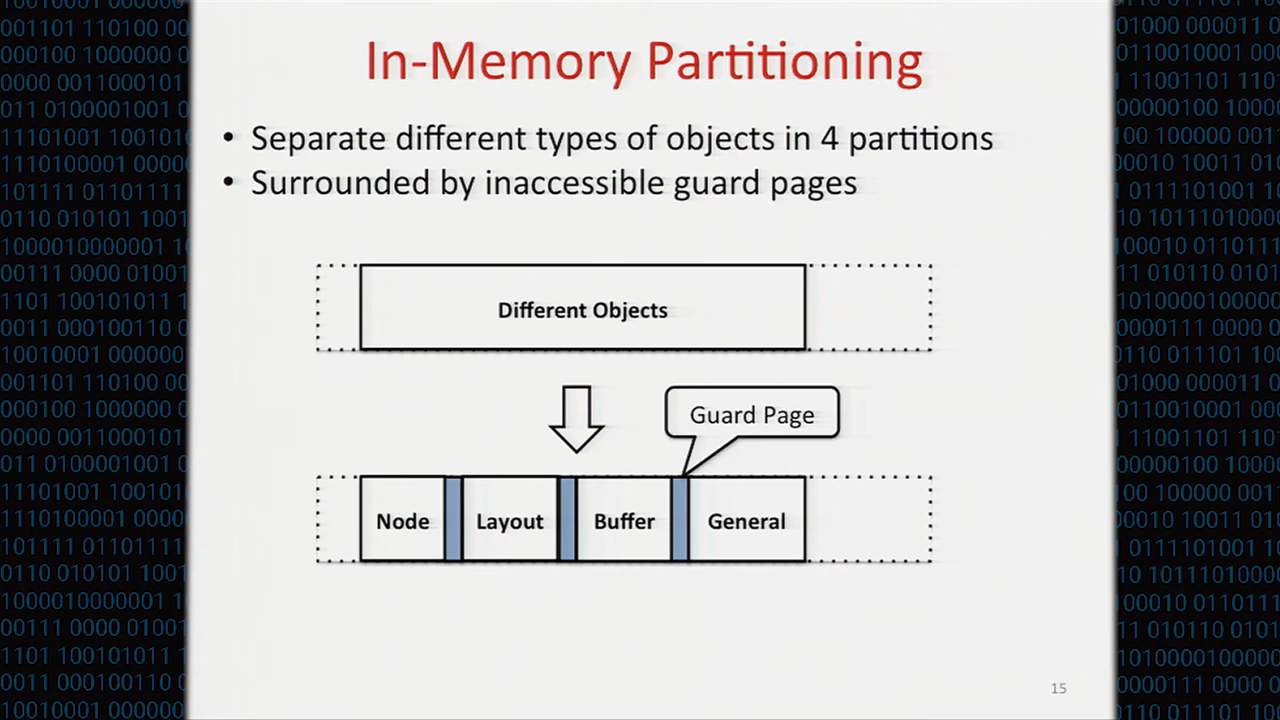 In-Memory Partitioning
• Separate different types of objects in 4 partitions
• Surrounded by inaccessible guard pages
Different Objects
Guard Page
Node
Layout
Buffer
General
15